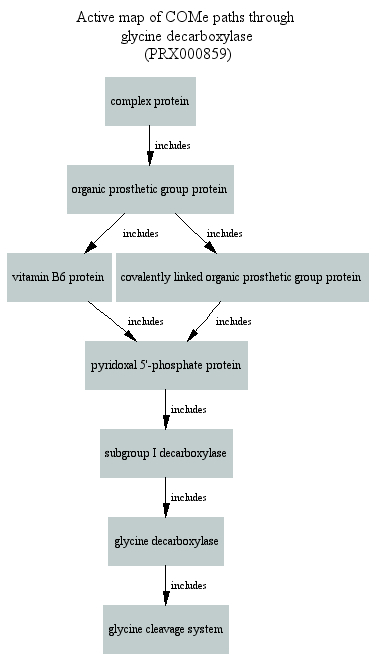 Active map of COMe paths through
glycine decarboxylase
(PRX000859)
complex protein
includes
organic prosthetic group protein
includes
includes
vitamin B6 protein
covalently linked organic prosthetic group protein
includes
includes
pyridoxal 5'-phosphate protein
includes
subgroup I decarboxylase
includes
glycine decarboxylase
includes
glycine cleavage system